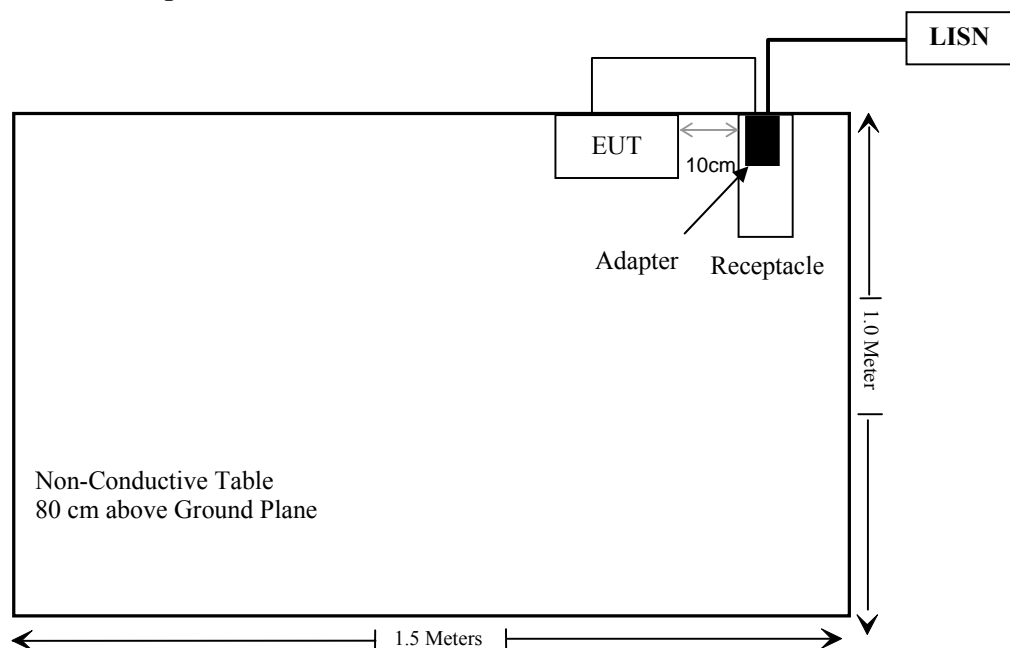 LISN
EUT
10cm
Adapter
Receptacle
1.0 Meter
Non-Conductive Table
80 cm above Ground Plane
1.5 Meters